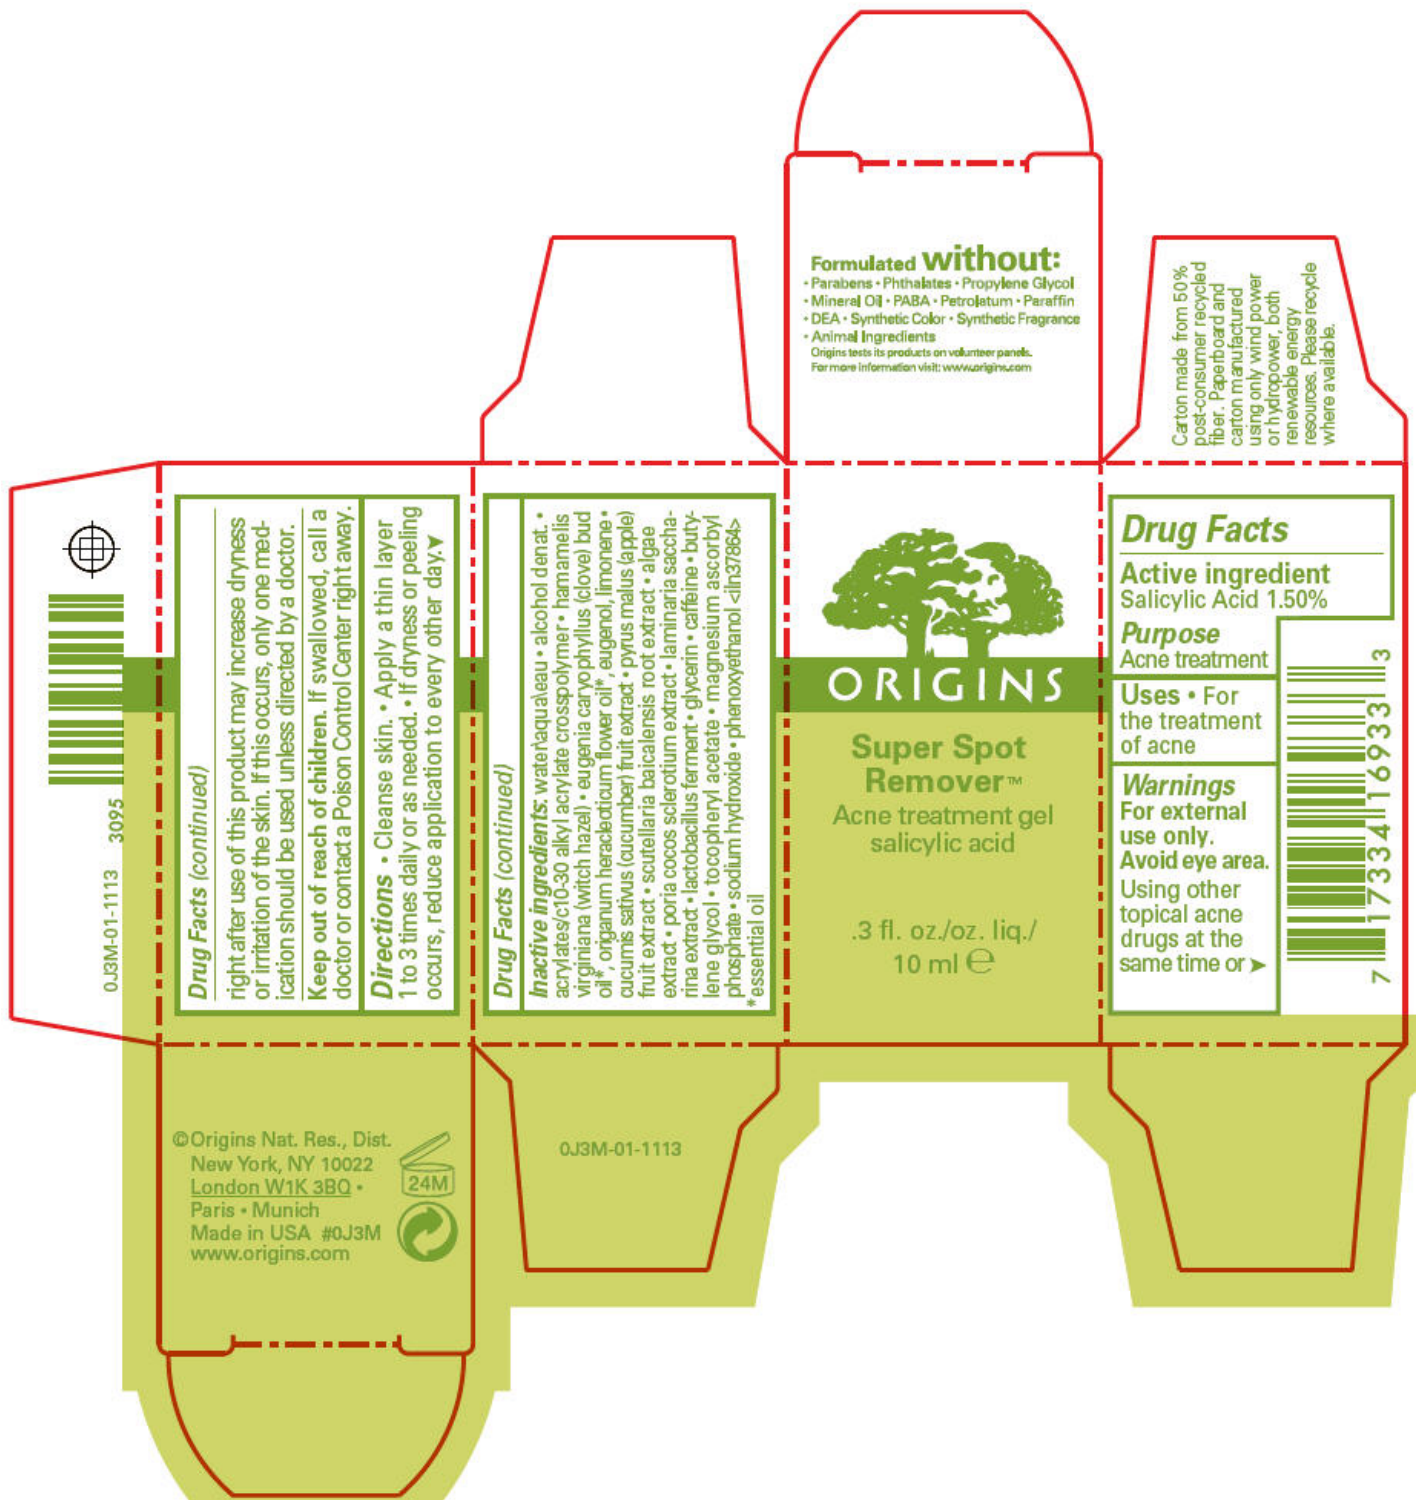 Formulated without:
• Parabens • Phthalates • Propylene Glycol
• Mineral Oil • PABA • Petrolatum • Paraffin
• DEA • Synthetic Color • Synthetic Fragrance
• Animal Ingredients
Origins tests its products on volunteer panels.
For more information visit: www.origins.com
Carton made from 50%
post-consumer recycled
fiber. Paperboard and
carton manufactured
using only wind power
or hydropower, both
renewable energy
resources. Please recycle
where available.
ORIGINS
Super Spot
Remover™
Acne treatment gel
salicylic acid
.3 fl. oz./oz. liq./
10 ml ℮
Drug Facts
Active ingredient
Salicylic Acid 1.50%
Purpose
Acne treatment
Uses • For
the treatment
of acne
Warnings
For external
use only.
Avoid eye area.
Using other
topical acne
drugs at the
same time or ➤
7 17334 16933 3
Drug Facts (continued)
right after use of this product may increase dryness
or irritation of the skin. If this occurs, only one med-
ication should be used unless directed by a doctor.
Keep out of reach of children. If swallowed, call a
doctor or contact a Poison Control Center right away.
Directions • Cleanse skin. • Apply a thin layer
1 to 3 times daily or as needed. • If dryness or peeling
occurs, reduce application to every other day.▼
Drug Facts (continued)
Inactive ingredients: water\aqua\eau • alcohol denat. •
acrylates/c10-30 alkyl acrylate crosspolymer • hamamelis
virginiana (witch hazel) • eugenia caryophyllus (clove) bud
oil*, origanum heracleoticum flower oil*, eugenol, limonene •
cucumis sativus (cucumber) fruit extract • pyrus malus (apple)
fruit extract • scutellaria baicalensis root extract • algae
extract • poria cocos sclerotium extract • laminaria saccha-
rina extract • lactobacillus ferment • glycerin • caffeine • buty-
lene glycol • tocopheryl acetate • magnesium ascorbyl
phosphate • sodium hydroxide • phenoxyethanol <iln37864>
*essential oil
0J3M-01-1113 3095
©Origins Nat. Res., Dist.
New York, NY 10022
London W1K 3BQ •
Paris • Munich
Made in USA #0J3M
www.origins.com
24M
0J3M-01-1113